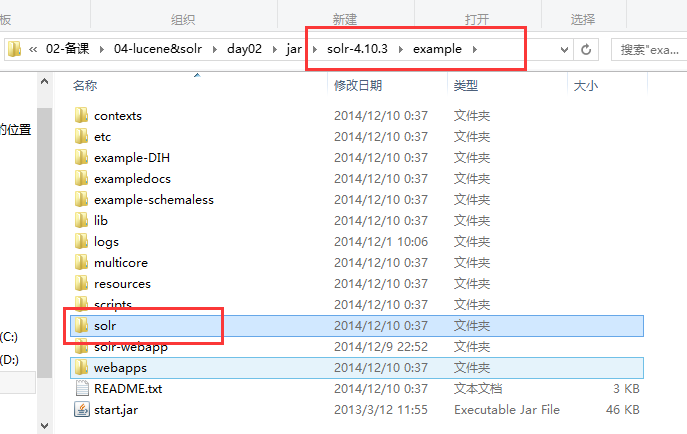 板 组织 新建 打开 选择
« 02-备课 04-lucene&solr day02 jar solr-4.10.3 example 搜索"exa...
名称 修改日期 类型 大小
contexts 2014/12/10 0:37 文件夹
的位置 etc 2014/12/10 0:37 文件夹
example-DIH 2014/12/10 0:37 文件夹
exampledocs 2014/12/10 0:37 文件夹
example-schemaless 2014/12/10 0:37 文件夹
lib 2014/12/10 0:37 文件夹
logs 2014/12/1 10:06 文件夹
multicore 2014/12/10 0:37 文件夹
resources 2014/12/10 0:37 文件夹
scripts 2014/12/10 0:37 文件夹
solr 2014/12/10 0:37 文件夹
(C:) solr-webapp 2014/12/9 22:52 文件夹
(D:) webapps 2014/12/10 0:37 文件夹
README.txt 2014/12/10 0:37 文本文档 3 KB
start.jar 2013/3/12 11:55 Executable Jar File 46 KB